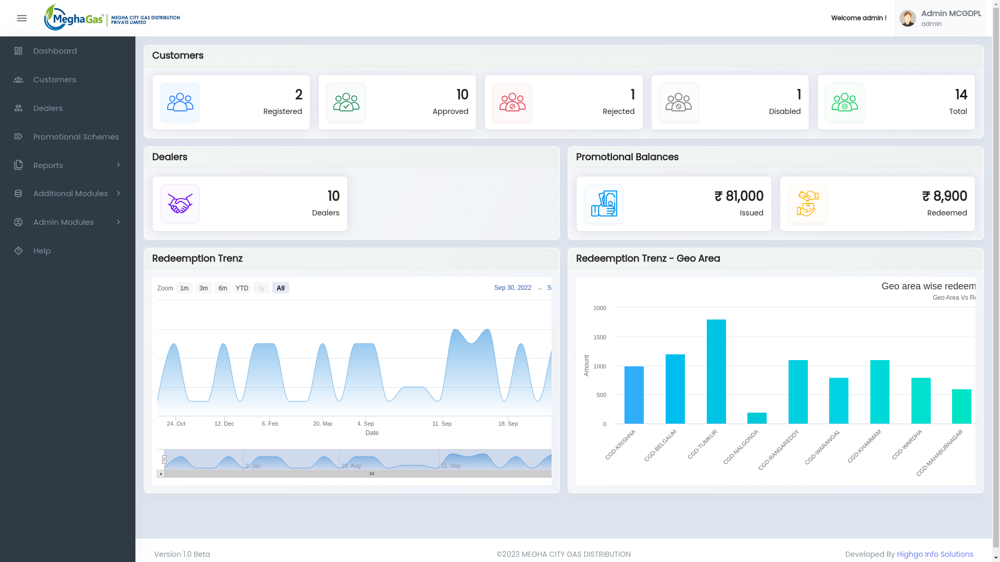 MeghaGas®
MEGHA CITY GAS DISTRIBUTION
PRIVATE LIMITED
Welcome admin !
Admin MCGDPL
admin
Dashboard
Customers
Dealers
Promotional Schemes
Reports
Additional Modules
Admin Modules
Help
Customers
2
Registered
10
Approved
1
Rejected
1
Disabled
14
Total
Dealers
10
Dealers
Promotional Balances
₹ 81,000
Issued
₹ 8,900
Redeemed
Redeemption Trenz
Zoom 1m 3m 6m YTD 1y All
Sep 30, 2022 → S
24. Oct 12. Dec 6. Feb 20. Mar 4. Sep 11. Sep 18. Sep
Date
2. Jan 28. Aug 11. Sep
Redeemption Trenz - Geo Area
Geo area wise redeem
Geo Area Vs Re
Amount
2000
1500
1000
500
0
CGD-KRISHNA
CGD-BELGAUM
CGD-TUMKUR
CGD-NALGONDA
CGD-RANGAREDDY
CGD-WARANGAL
CGD-KHAMMAM
CGD-WARDHA
CGD-MAHABUBNAGAR
Version 1.0 Beta
©2023 MEGHA CITY GAS DISTRIBUTION
Developed By Highgo Info Solutions